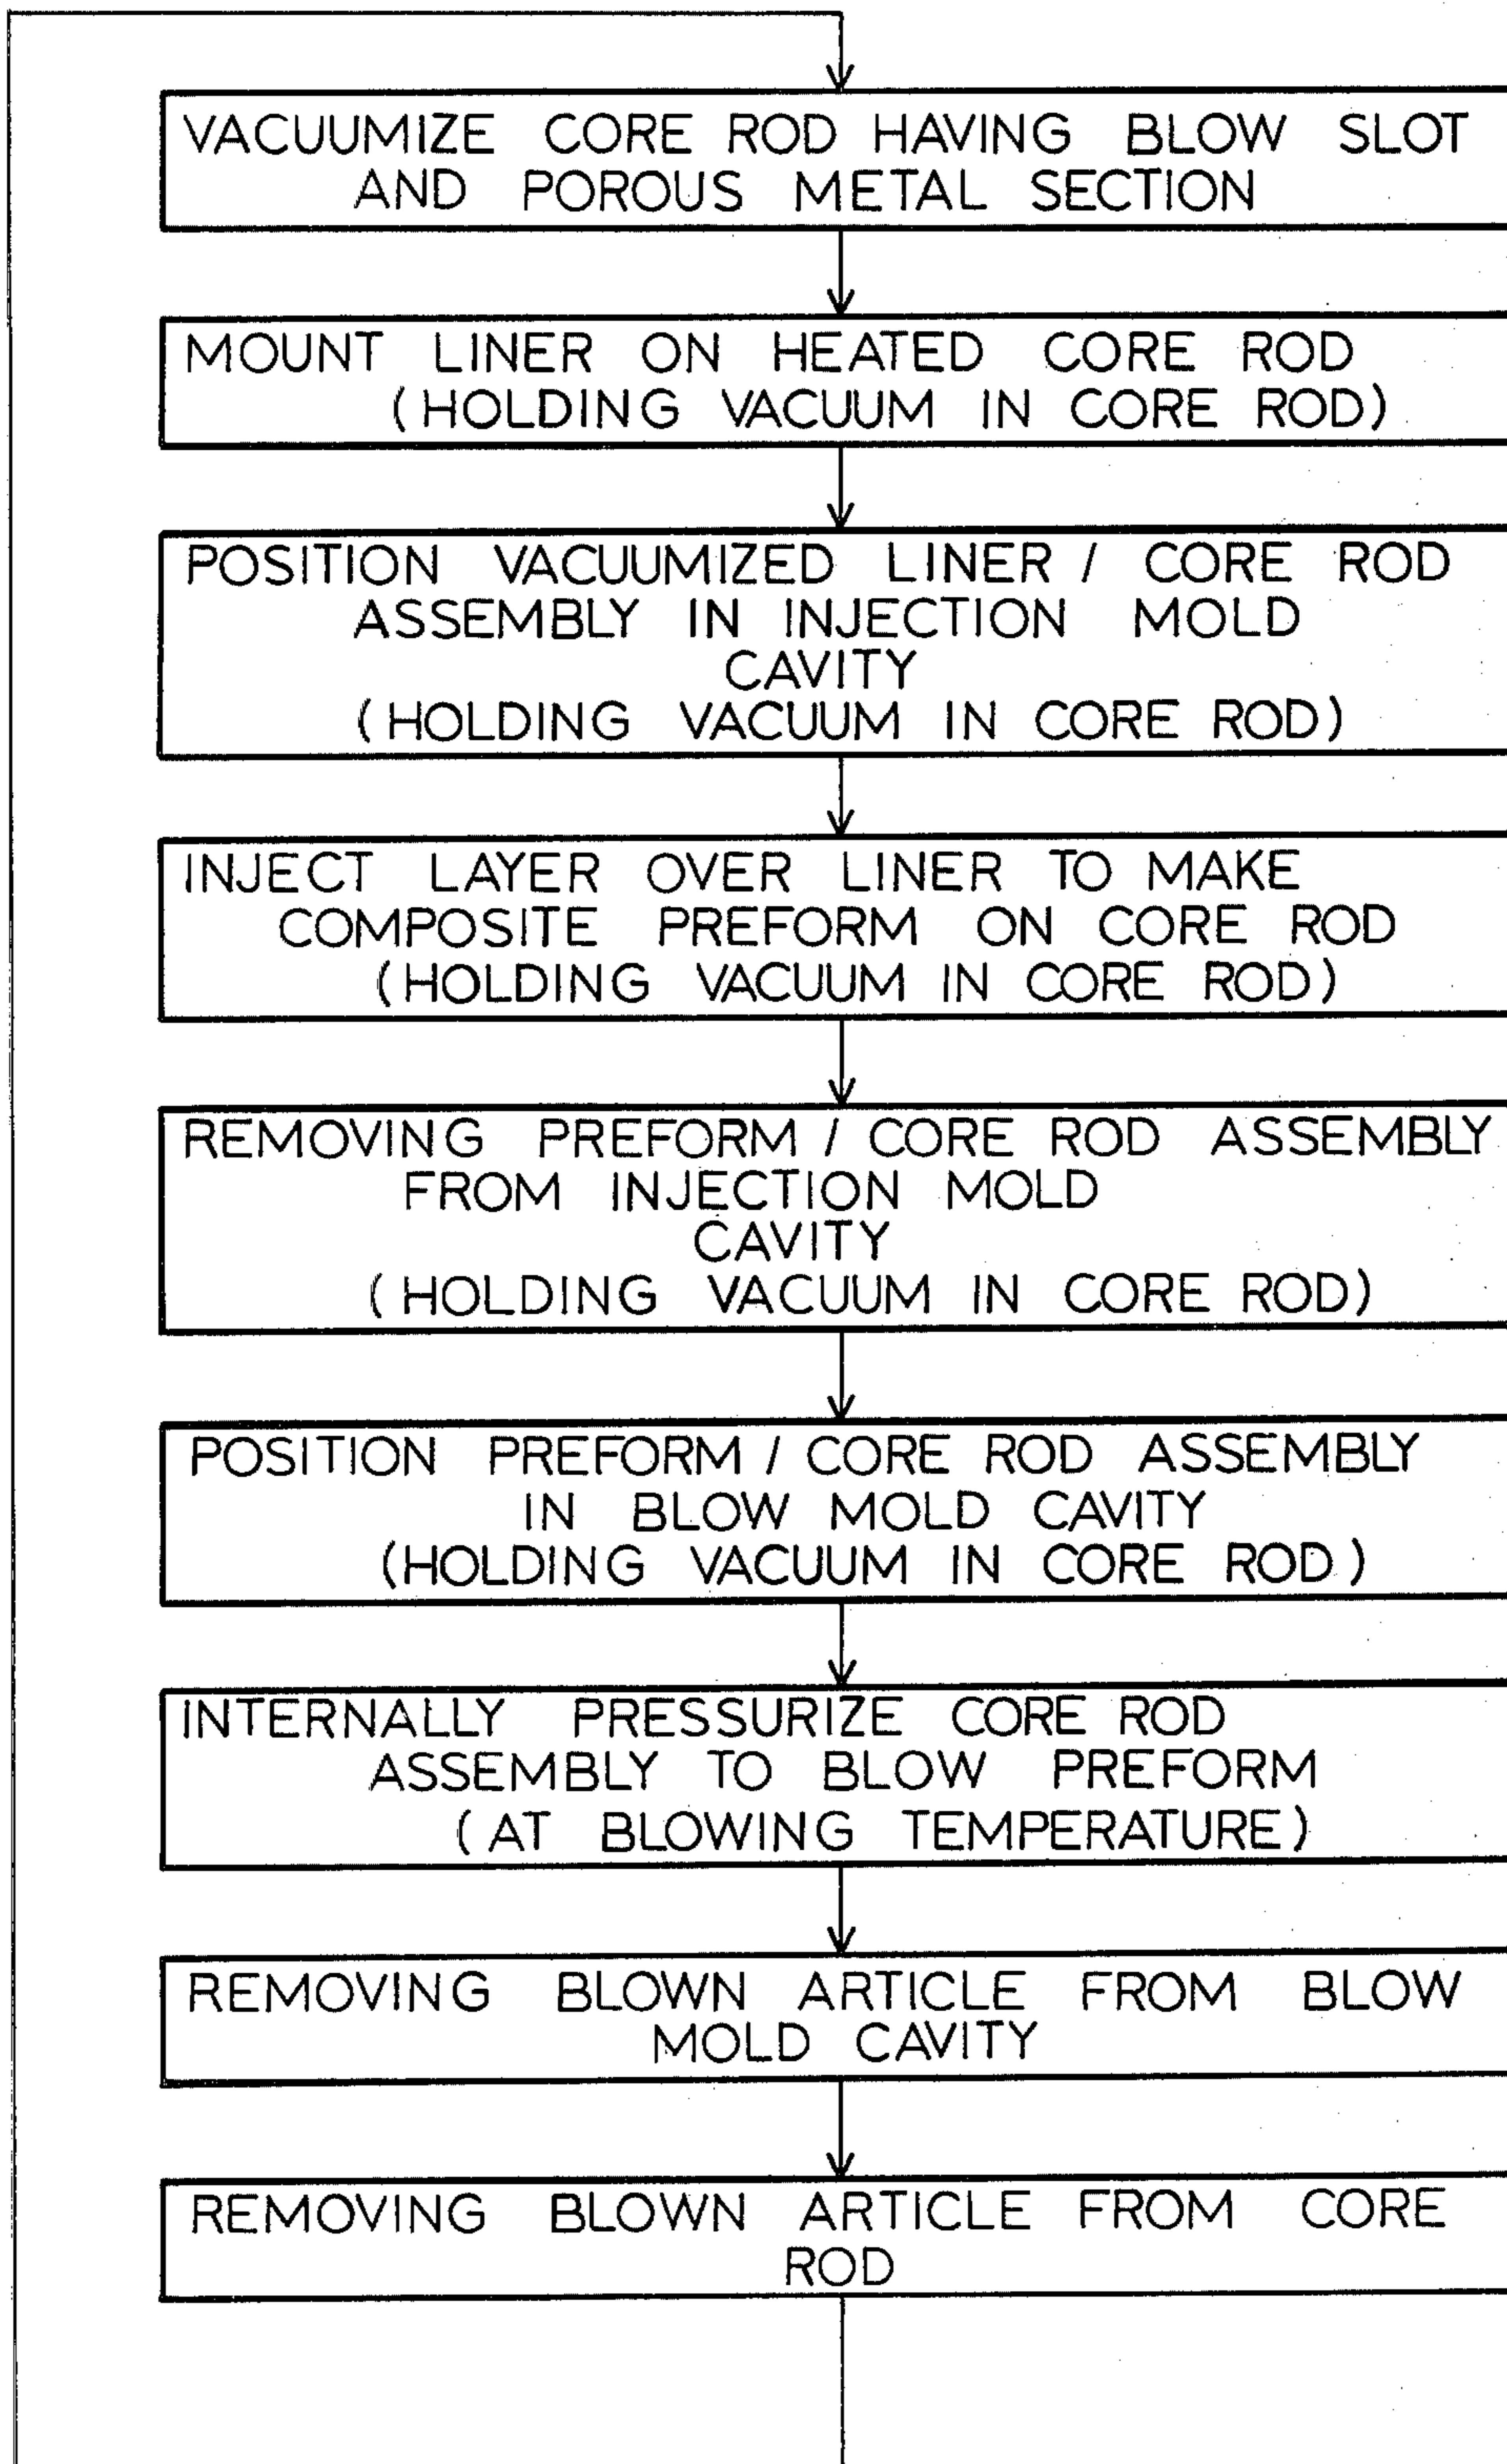 VACUUMIZE CORE ROD HAVING BLOW SLOT
AND POROUS METAL SECTION
MOUNT LINER ON HEATED CORE ROD
(HOLDING VACUUM IN CORE ROD)
POSITION VACUUMIZED LINER / CORE ROD
ASSEMBLY IN INJECTION MOLD
CAVITY
(HOLDING VACUUM IN CORE ROD)
INJECT LAYER OVER LINER TO MAKE
COMPOSITE PREFORM ON CORE ROD
(HOLDING VACUUM IN CORE ROD)
REMOVING PREFORM / CORE ROD ASSEMBLY
FROM INJECTION MOLD
CAVITY
(HOLDING VACUUM IN CORE ROD)
POSITION PREFORM / CORE ROD ASSEMBLY
IN BLOW MOLD CAVITY
(HOLDING VACUUM IN CORE ROD)
INTERNALLY PRESSURIZE CORE ROD
ASSEMBLY TO BLOW PREFORM
(AT BLOWING TEMPERATURE)
REMOVING BLOWN ARTICLE FROM BLOW
MOLD CAVITY
REMOVING BLOWN ARTICLE FROM CORE
ROD